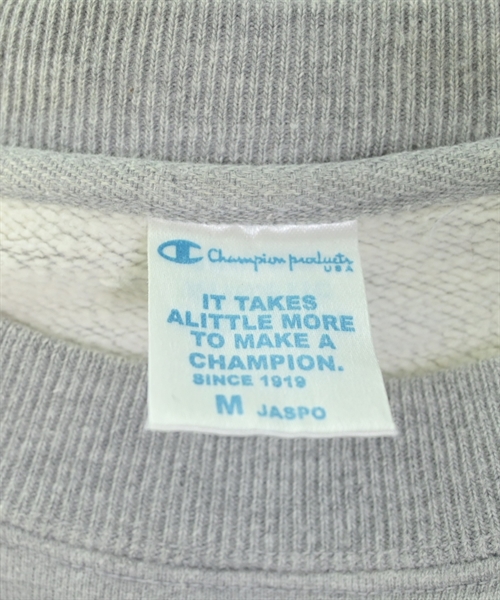 Champion products
USA
IT TAKES
ALITTLE MORE
TO MAKE A
CHAMPION.
SINCE 1919
M JASPO